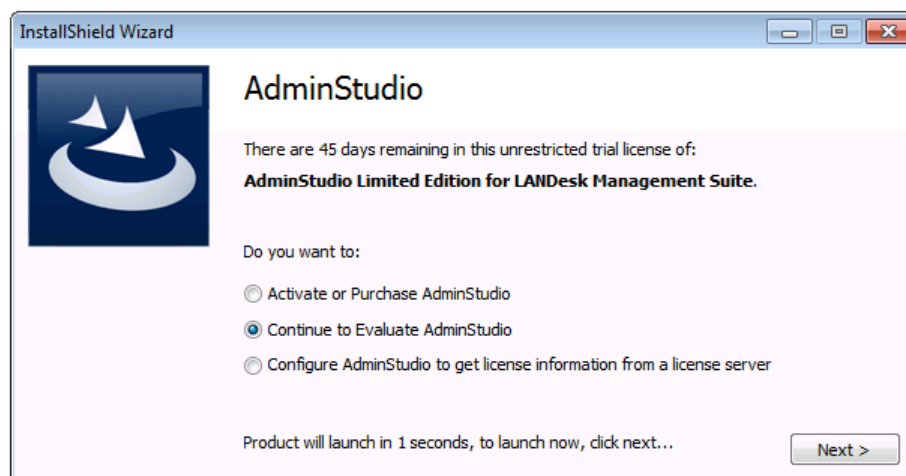 InstallShield Wizard
AdminStudio
There are 45 days remaining in this unrestricted trial license of:
AdminStudio Limited Edition for LANDesk Management Suite.
Do you want to:
Activate or Purchase AdminStudio
Continue to Evaluate AdminStudio
Configure AdminStudio to get license information from a license server
Product will launch in 1 seconds, to launch now, click next...
Next >